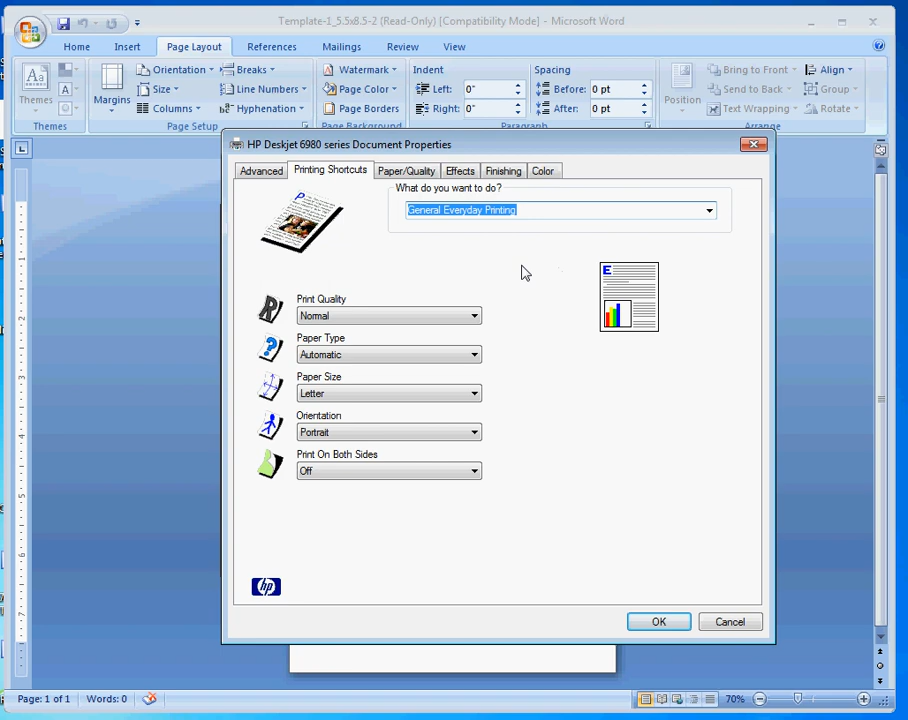 Template-1_5.5x8.5-2 (Read-Only) [Compatibility Mode] - Microsoft Word
Home Insert Page Layout References Mailings Review View
Themes
Margins
Orientation
Size
Columns
Breaks
Line Numbers
Hyphenation
Watermark
Page Color
Page Borders
Indent
Left: 0"
Right: 0"
Spacing
Before: 0 pt
After: 0 pt
Position
Bring to Front
Send to Back
Text Wrapping
Align
Group
Rotate
Themes Page Setup Page Background Paragraph Arrange
HP Deskjet 6980 series Document Properties
Advanced Printing Shortcuts Paper/Quality Effects Finishing Color
What do you want to do?
General Everyday Printing
Print Quality
Normal
Paper Type
Automatic
Paper Size
Letter
Orientation
Portrait
Print On Both Sides
Off
hp
OK Cancel
Page: 1 of 1 Words: 0 70%